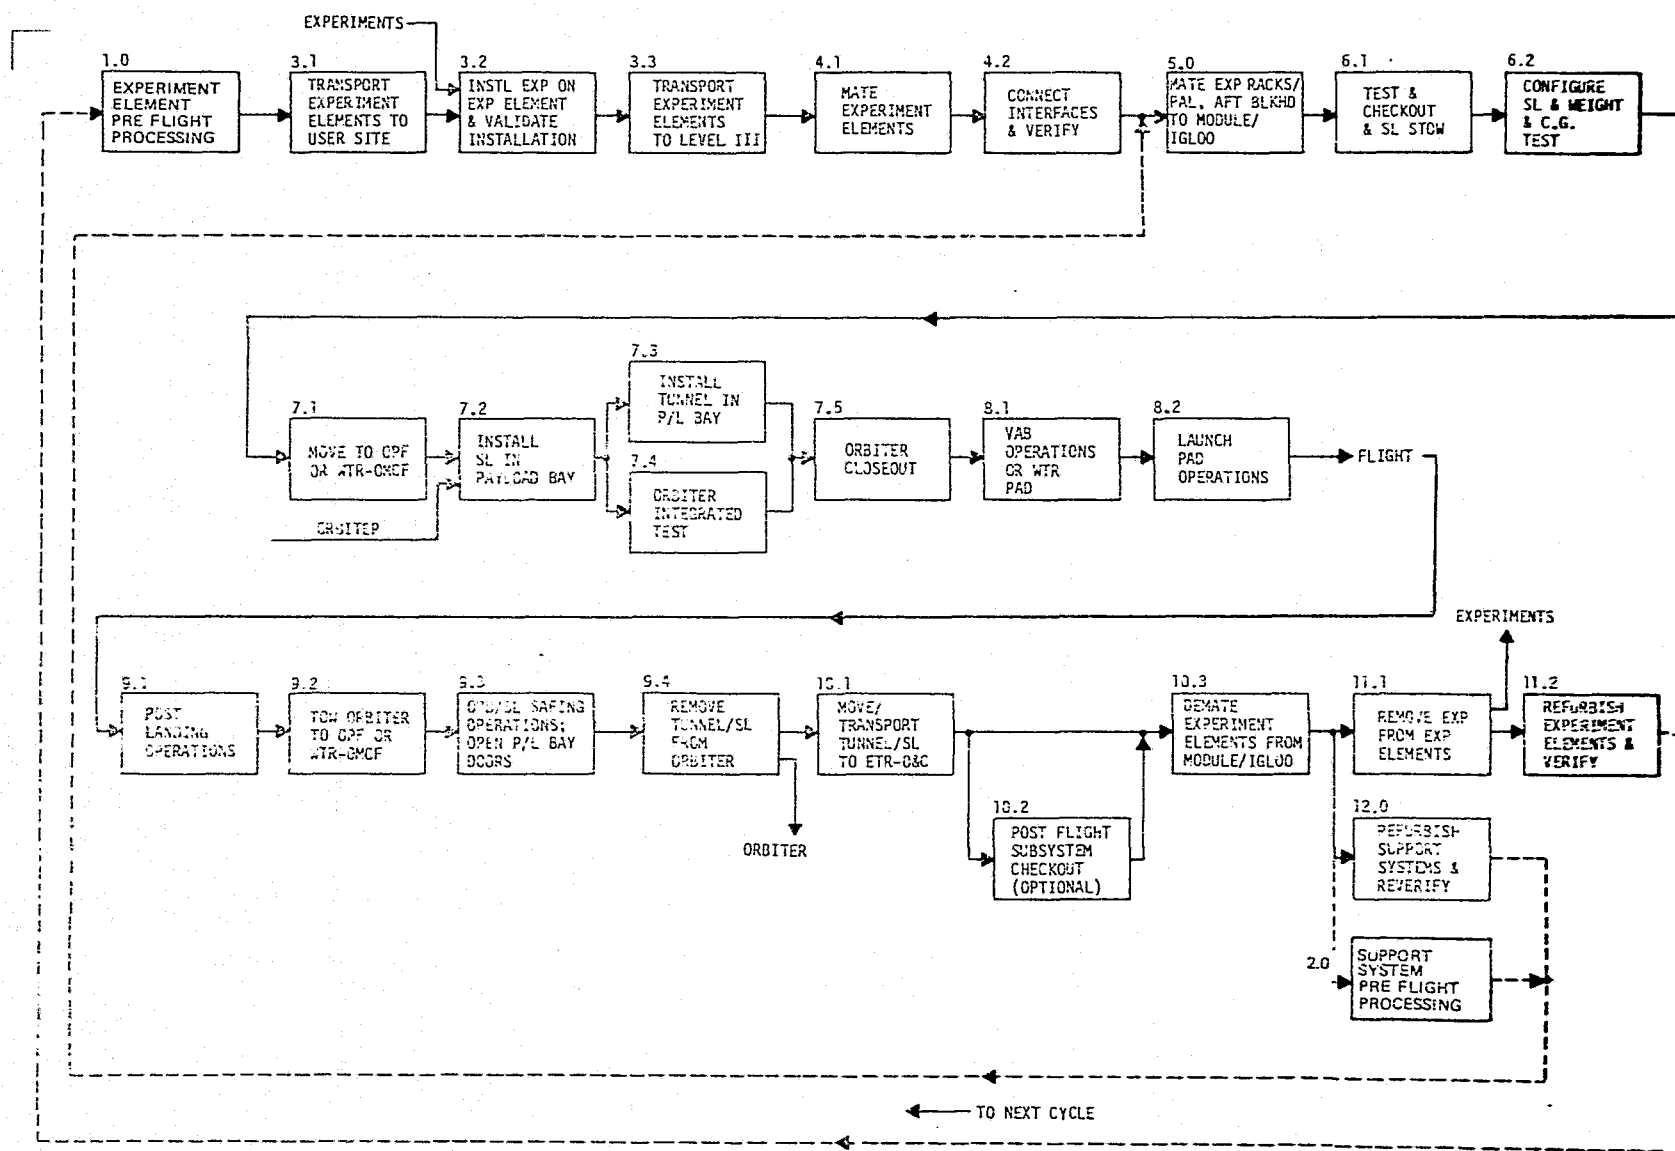 EXPERIMENTS
1.0
EXPERIMENT
ELEMENT
PRE FLIGHT
PROCESSING
3.1
TRANSPORT
EXPERIMENT
ELEMENTS TO
USER SITE
3.2
INSTL EXP ON
EXP ELEMENT
& VALIDATE
INSTALLATION
3.3
TRANSPORT
EXPERIMENT
ELEMENTS
TO LEVEL III
4.1
MATE
EXPERIMENT
ELEMENTS
4.2
CONNECT
INTERFACES
& VERIFY
5.0
MATE EXP RACKS/
PAL, AFT BLKHD
TO MODULE/
IGLOO
6.1
TEST &
CHECKOUT
& SL STOW
6.2
CONFIGURE
SL & WEIGHT
& C.G.
TEST
7.1
MOVE TO OPF
OR WTR-OMCF
ORBITER
7.2
INSTALL
SL IN
PAYLOAD BAY
7.3
INSTALL
TUNNEL IN
P/L BAY
7.4
ORBITER
INTEGRATED
TEST
7.5
ORBITER
CLOSEOUT
8.1
VAB
OPERATIONS
OR WTR
PAD
8.2
LAUNCH
PAD
OPERATIONS
FLIGHT
9.1
POST
LANDING
OPERATIONS
9.2
TOW ORBITER
TO OPF OR
WTR-OMCF
9.3
ORB/SL SAFING
OPERATIONS;
OPEN P/L BAY
DOORS
9.4
REMOVE
TUNNEL/SL
FROM
ORBITER
ORBITER
10.1
MOVE/
TRANSPORT
TUNNEL/SL
TO ETR-O&C
10.2
POST FLIGHT
SUBSYSTEM
CHECKOUT
(OPTIONAL)
10.3
DEMATE
EXPERIMENT
ELEMENTS FROM
MODULE/IGLOO
EXPERIMENTS
11.1
REMOVE EXP
FROM EXP
ELEMENTS
11.2
REFURBISH
EXPERIMENT
ELEMENTS &
VERIFY
12.0
REFURBISH
SUPPORT
SYSTEMS &
REVERIFY
2.0
SUPPORT
SYSTEM
PRE FLIGHT
PROCESSING
TO NEXT CYCLE